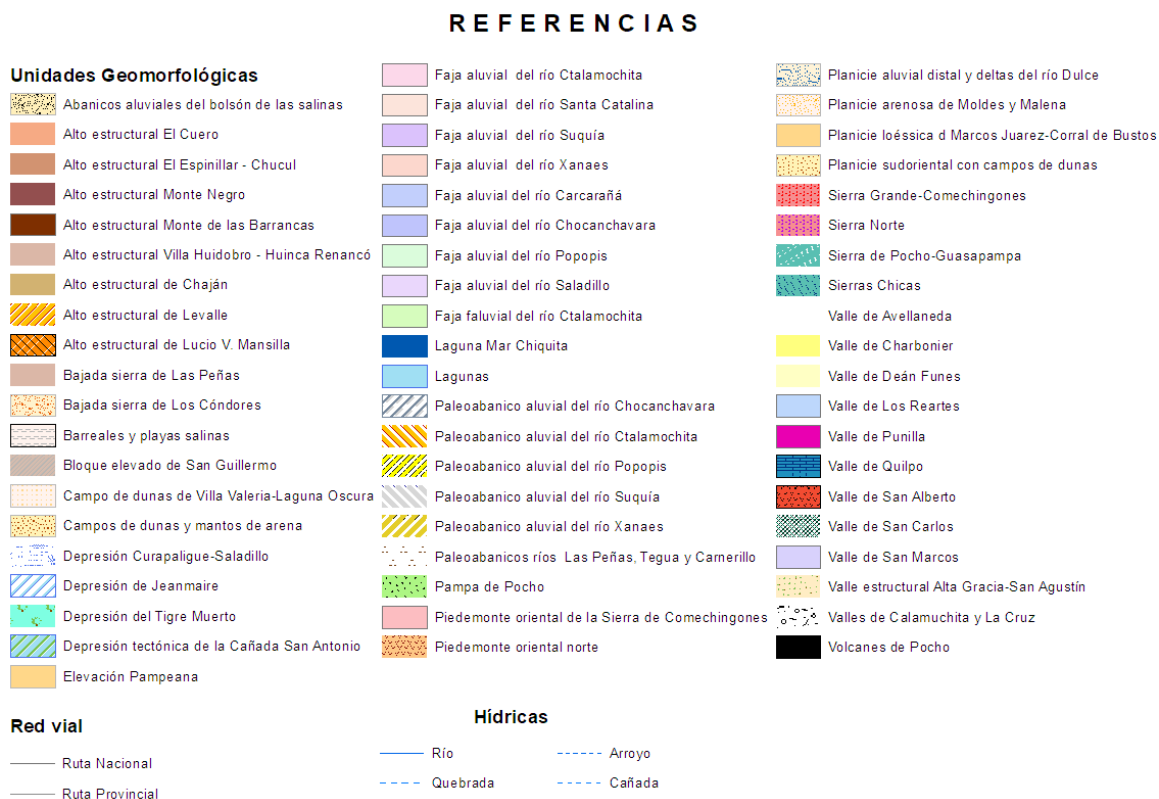 REFERENCIAS
Unidades Geomorfológicas
Abanicos aluviales del bolsón de las salinas
Alto estructural El Cuero
Alto estructural El Espinillar - Chucul
Alto estructural Monte Negro
Alto estructural Monte de las Barrancas
Alto estructural Villa Huidobro - Huinca Renancó
Alto estructural de Chaján
Alto estructural de Levalle
Alto estructural de Lucio V. Mansilla
Bajada sierra de Las Peñas
Bajada sierra de Los Cóndores
Barreales y playas salinas
Bloque elevado de San Guillermo
Campo de dunas de Villa Valeria-Laguna Oscura
Campos de dunas y mantos de arena
Depresión Curapaligue-Saladillo
Depresión de Jeanmaire
Depresión del Tigre Muerto
Depresión tectónica de la Cañada San Antonio
Elevación Pampeana
Faja aluvial del río Ctalamochita
Faja aluvial del río Santa Catalina
Faja aluvial del río Suquía
Faja aluvial del río Xanaes
Faja aluvial del río Carcarañá
Faja aluvial del río Chocanchavara
Faja aluvial del río Popopis
Faja aluvial del río Saladillo
Faja faluvial del río Ctalamochita
Laguna Mar Chiquita
Lagunas
Paleoabanico aluvial del río Chocanchavara
Paleoabanico aluvial del río Ctalamochita
Paleoabanico aluvial del río Popopis
Paleoabanico aluvial del río Suquía
Paleoabanico aluvial del río Xanaes
Paleoabanicos ríos Las Peñas, Tegua y Carnerillo
Pampa de Pocho
Piedemonte oriental de la Sierra de Comechingones
Piedemonte oriental norte
Planicie aluvial distal y deltas del río Dulce
Planicie arenosa de Moldes y Malena
Planicie loéssica d Marcos Juarez-Corral de Bustos
Planicie sudoriental con campos de dunas
Sierra Grande-Comechingones
Sierra Norte
Sierra de Pocho-Guasapampa
Sierras Chicas
Valle de Avellaneda
Valle de Charbonier
Valle de Deán Funes
Valle de Los Reartes
Valle de Punilla
Valle de Quilpo
Valle de San Alberto
Valle de San Carlos
Valle de San Marcos
Valle estructural Alta Gracia-San Agustín
Valles de Calamuchita y La Cruz
Volcanes de Pocho
Red vial
Ruta Nacional
Ruta Provincial
Hídricas
Río
Arroyo
Quebrada
Cañada